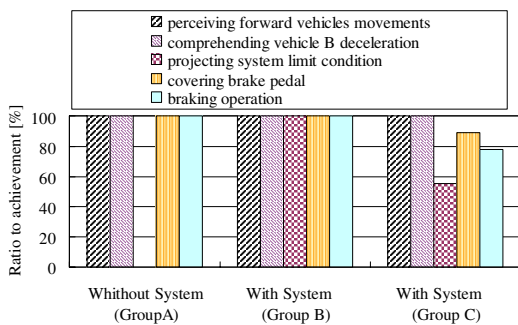 perceiving forward vehicles movements
comprehending vehicle B deceleration
projecting system limit condition
covering brake pedal
braking operation
Ratio to achievement [%]
100
80
60
40
20
0
Whithout System
(GroupA)
With System
(Group B)
With System
(Group C)